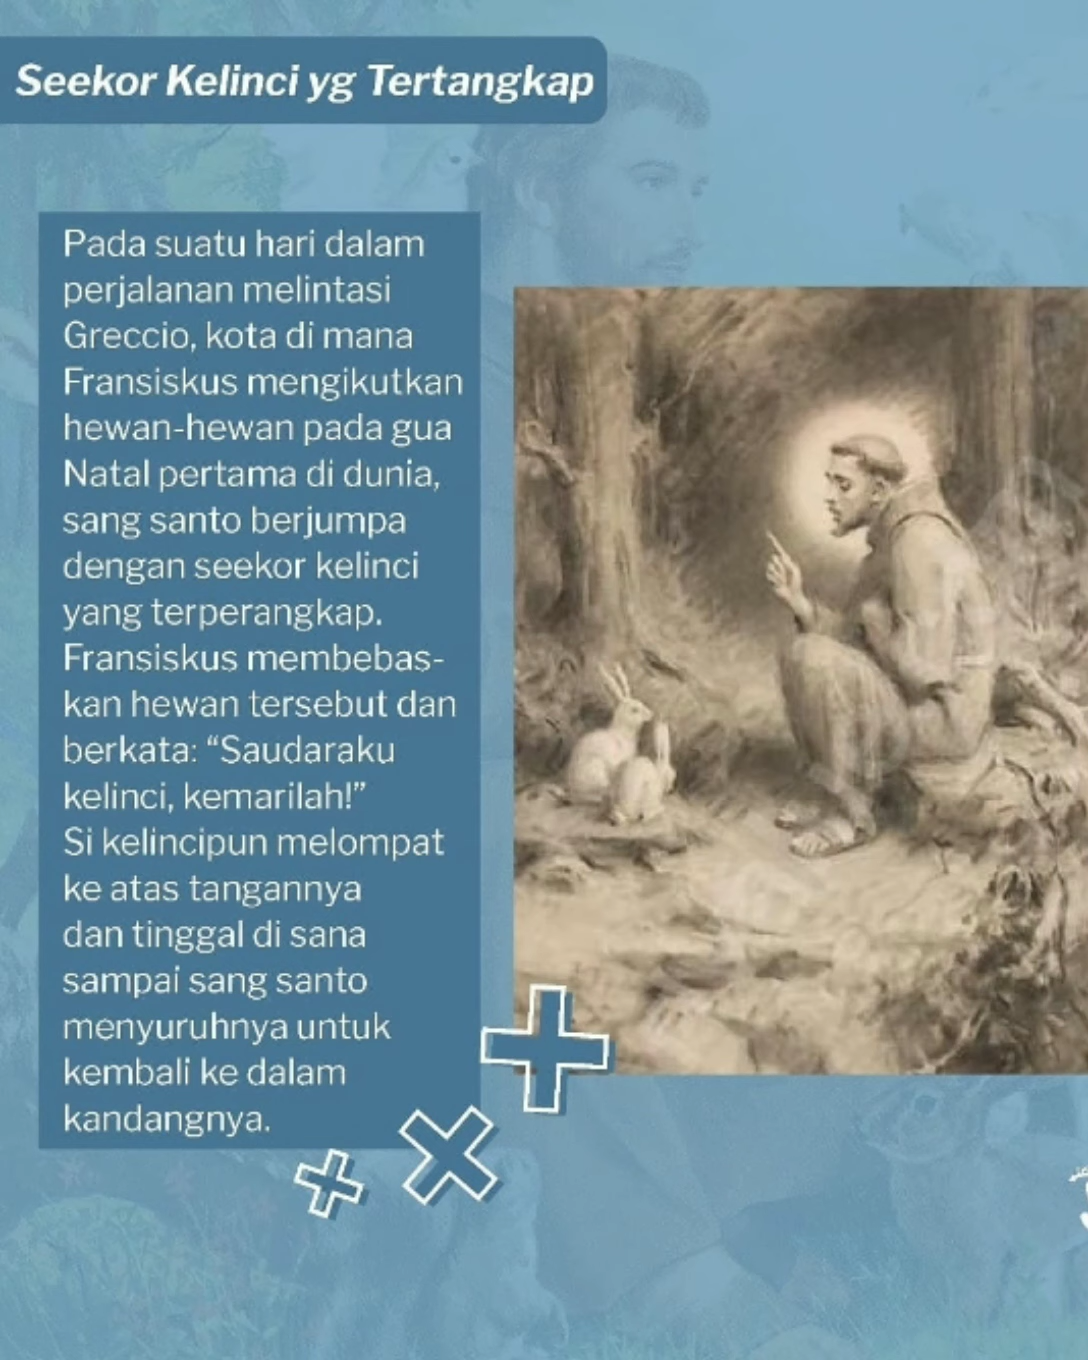 Seekor Kelinci yg Tertangkap
Pada suatu hari dalam
perjalanan melintasi
Greccio, kota di mana
Fransiskus mengikutkan
hewan-hewan pada gua
Natal pertama di dunia,
sang santo berjumpa
dengan seekor kelinci
yang terperangkap.
Fransiskus membebas-
kan hewan tersebut dan
berkata: “Saudaraku
kelinci, kemarilah!”
Si kelincipun melompat
ke atas tangannya
dan tinggal di sana
sampai sang santo
menyuruhnya untuk
kembali ke dalam
kandangnya.